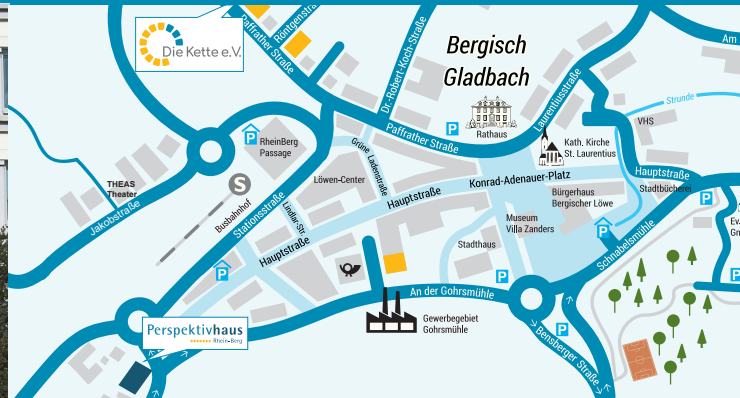 Röntgenstraße
Am
Paffrather Straße
Die Kette e.V.
Bergisch
Gladbach
Dr.-Robert-Koch-Straße
Laurentiusstraße
Strunde
P
Rathaus
VHS
Paffrather Straße
P
RheinBerg
Passage
Grüne Ladenstraße
Kath. Kirche
St. Laurentius
Hauptstraße
Stadtbücherei
THEAS
Theater
S
Löwen-Center
Konrad-Adenauer-Platz
Bürgerhaus
Bergischer Löwe
Hauptstraße
P
Jakobstraße
Busbahnhof
Stationsstraße
Lindlar-Str.
Museum
Villa Zanders
P
Ev.
Schnabelsmühle
Hauptstraße
Stadthaus
P
P
P
An der Gohrsmühle
Gewerbegebiet
Gohrsmühle
P
Bensberger Straße
Perspektivhaus
Rhein-Berg